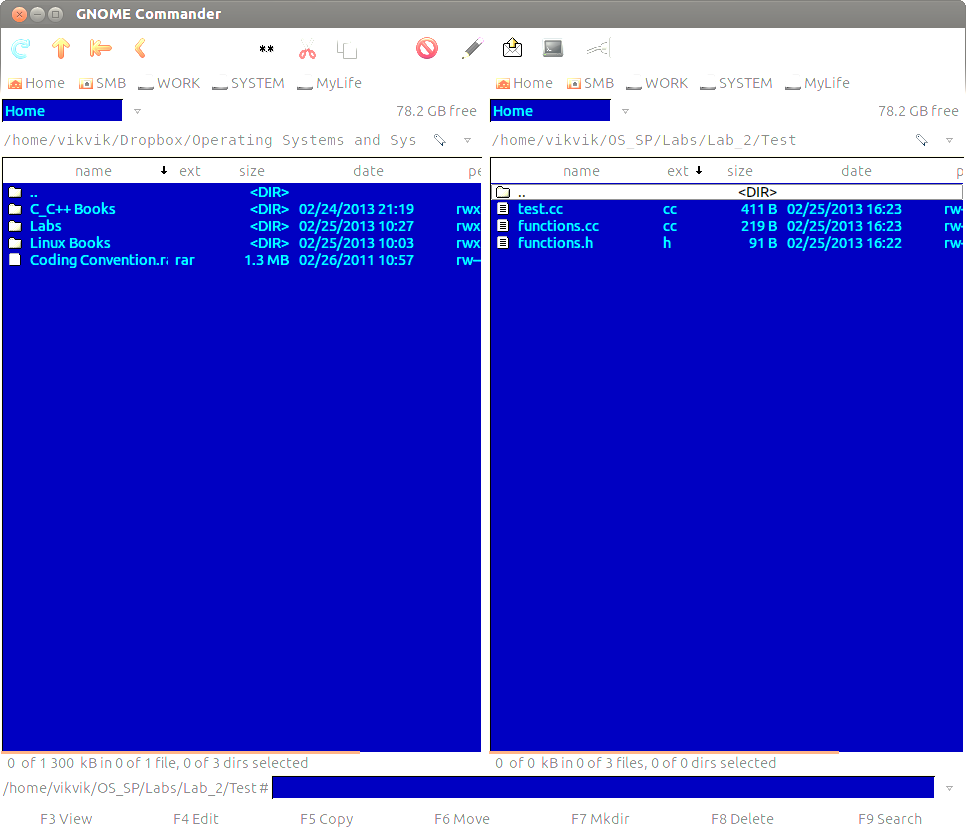 GNOME Commander
**
Home SMB WORK SYSTEM MyLife Home SMB WORK SYSTEM MyLife
Home 78.2 GB free Home 78.2 GB free
/home/vikvik/Dropbox/Operating Systems and Sys /home/vikvik/OS_SP/Labs/Lab_2/Test
name ext size date pe name ext size date p
.. <DIR> .. <DIR>
C_C++ Books <DIR> 02/24/2013 21:19 rwx test.cc cc 411 B 02/25/2013 16:23 rw-
Labs <DIR> 02/25/2013 10:27 rwx functions.cc cc 219 B 02/25/2013 16:23 rw-
Linux Books <DIR> 02/25/2013 10:03 rwx functions.h h 91 B 02/25/2013 16:22 rw-
Coding Convention.ra rar 1.3 MB 02/26/2011 10:57 rw-
0 of 1 300 kB in 0 of 1 file, 0 of 3 dirs selected 0 of 0 kB in 0 of 3 files, 0 of 0 dirs selected
/home/vikvik/OS_SP/Labs/Lab_2/Test #
F3 View F4 Edit F5 Copy F6 Move F7 Mkdir F8 Delete F9 Search